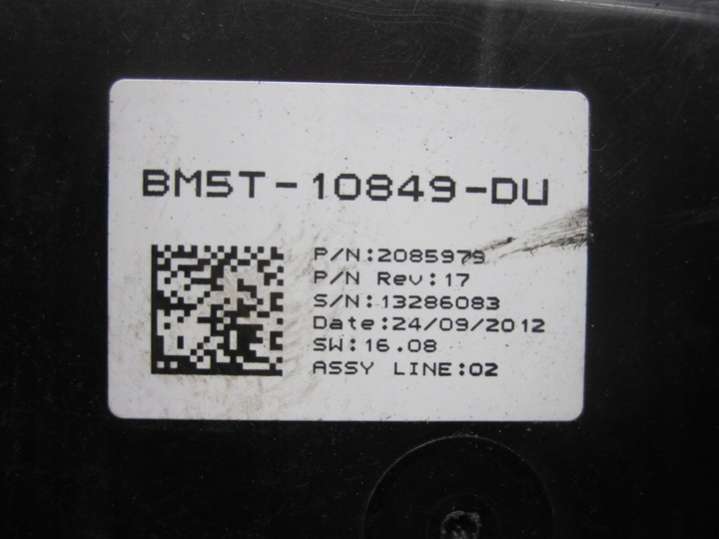 BM5T-10849-DU
P/N:2085979
P/N Rev:17
S/N:13286083
Date:24/09/2012
SW:16.08
ASSY LINE:02